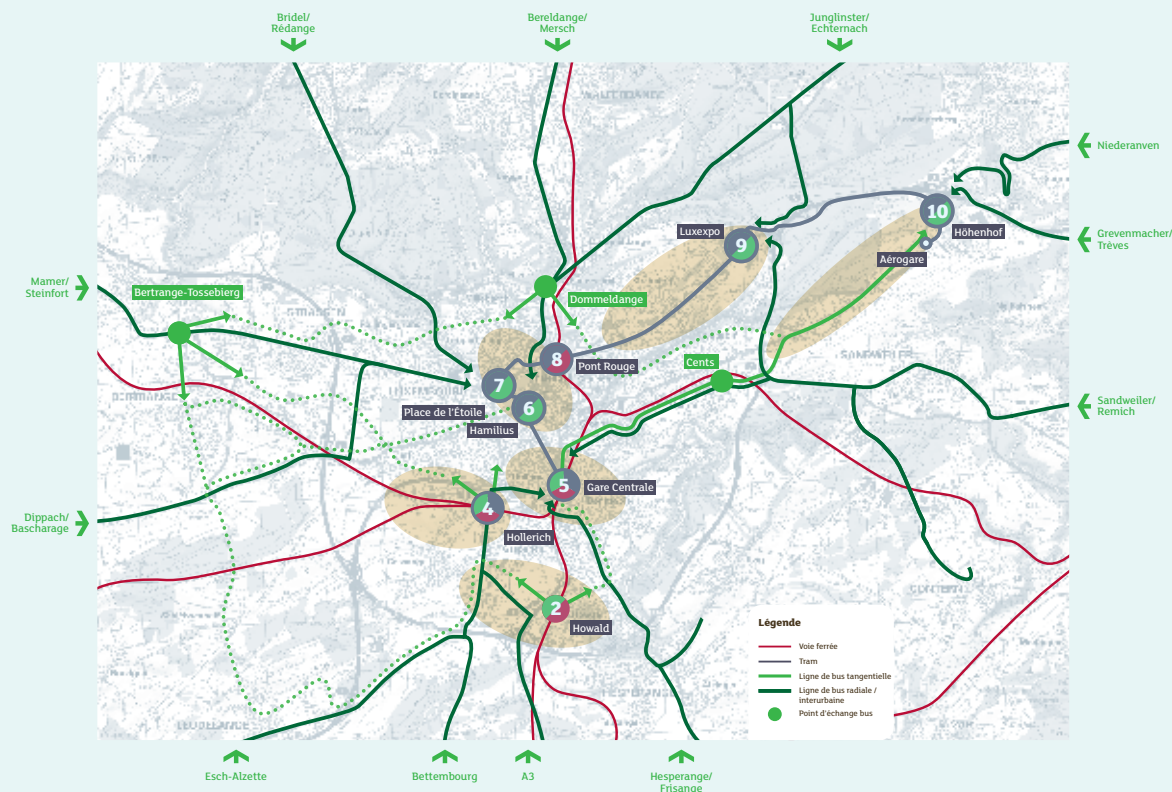 Bridel/
Rédange
Bereldange/
Mersch
Junglinster/
Echternach
Niederanven
10
Luxexpo
9
Höhenhof
Grevenmacher/
Trèves
Aérogare
Mamer/
Steinfort
Bertrange-Tossebierg
Dommeldange
8
Pont Rouge
Cents
7
Place de l'Étoile
6
Hamilius
Sandweiler/
Remich
5
Gare Centrale
4
Dippach/
Bascharage
Hollerich
2
Howald
Légende
Voie ferrée
Tram
Ligne de bus tangentielle
Ligne de bus radiale /
interurbaine
Point d'échange bus
Esch-Alzette
Bettembourg
A3
Hesperange/
Frisange